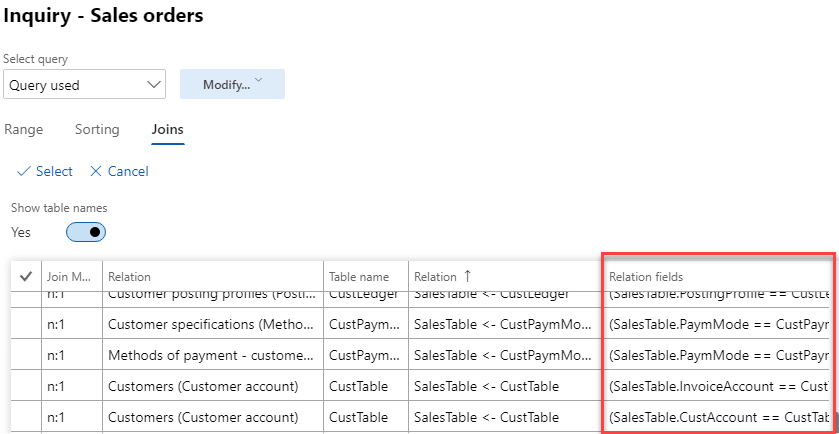 Inquiry - Sales orders
Select query
Query used
Modify...
Range Sorting Joins
Select Cancel
Show table names
Yes
Join M... Relation Table name Relation ↑ Relation fields
n:1 Customer posting profiles (Posti... CustLedger SalesTable <- CustLedger (SalesTable.PostingProfile == CustLe
n:1 Customer specifications (Metho... CustPaym... SalesTable <- CustPaymMo... (SalesTable.PaymMode == CustPayn
n:1 Methods of payment - custome... CustPaym... SalesTable <- CustPaymMo... (SalesTable.PaymMode == CustPayn
n:1 Customers (Customer account) CustTable SalesTable <- CustTable (SalesTable.InvoiceAccount == Cust
n:1 Customers (Customer account) CustTable SalesTable <- CustTable (SalesTable.CustAccount == CustTab